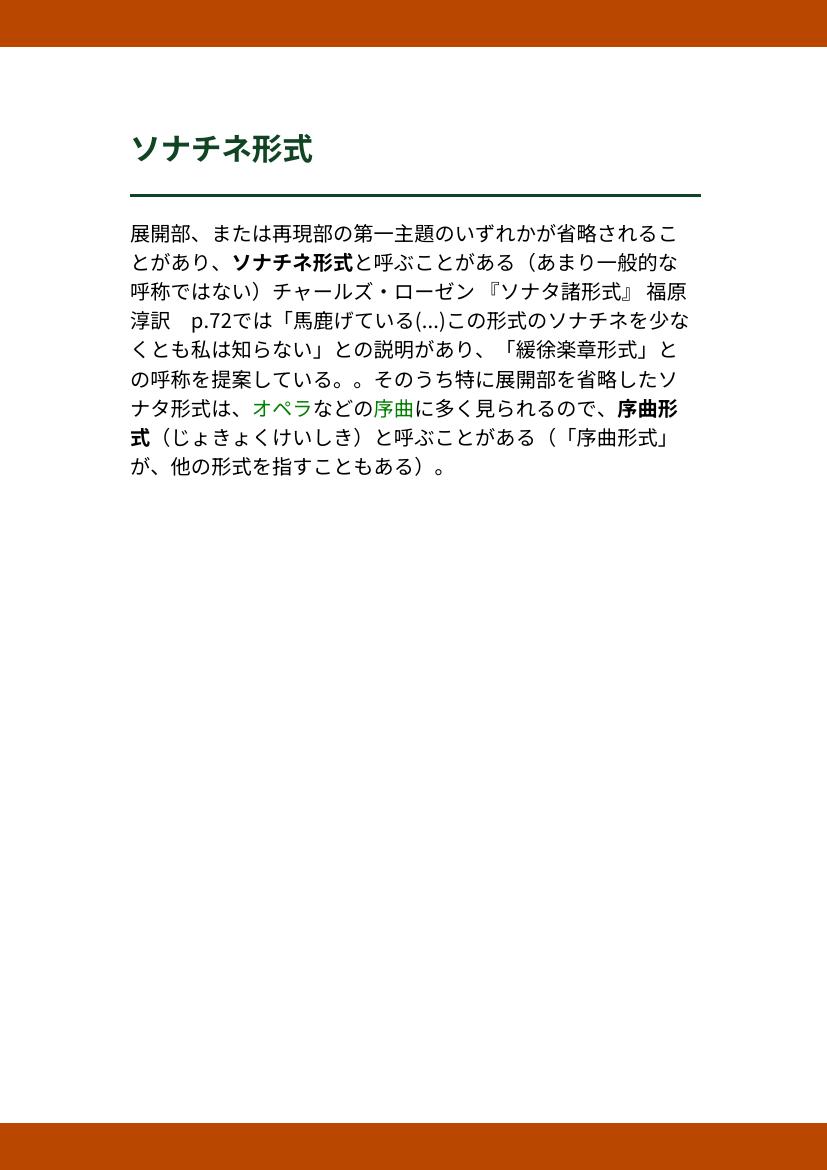 ソナチネ形式
展開部、または再現部の第一主題のいずれかが省略されるこ
とがあり、ソナチネ形式と呼ぶことがある（あまり一般的な
呼称ではない）チャールズ・ローゼン 『ソナタ諸形式』 福原
淳訳　p.72では「馬鹿げている(...)この形式のソナチネを少な
くとも私は知らない」との説明があり、「緩徐楽章形式」と
の呼称を提案している。。そのうち特に展開部を省略したソ
ナタ形式は、オペラなどの序曲に多く見られるので、序曲形
式（じょきょくけいしき）と呼ぶことがある（「序曲形式」
が、他の形式を指すこともある）。